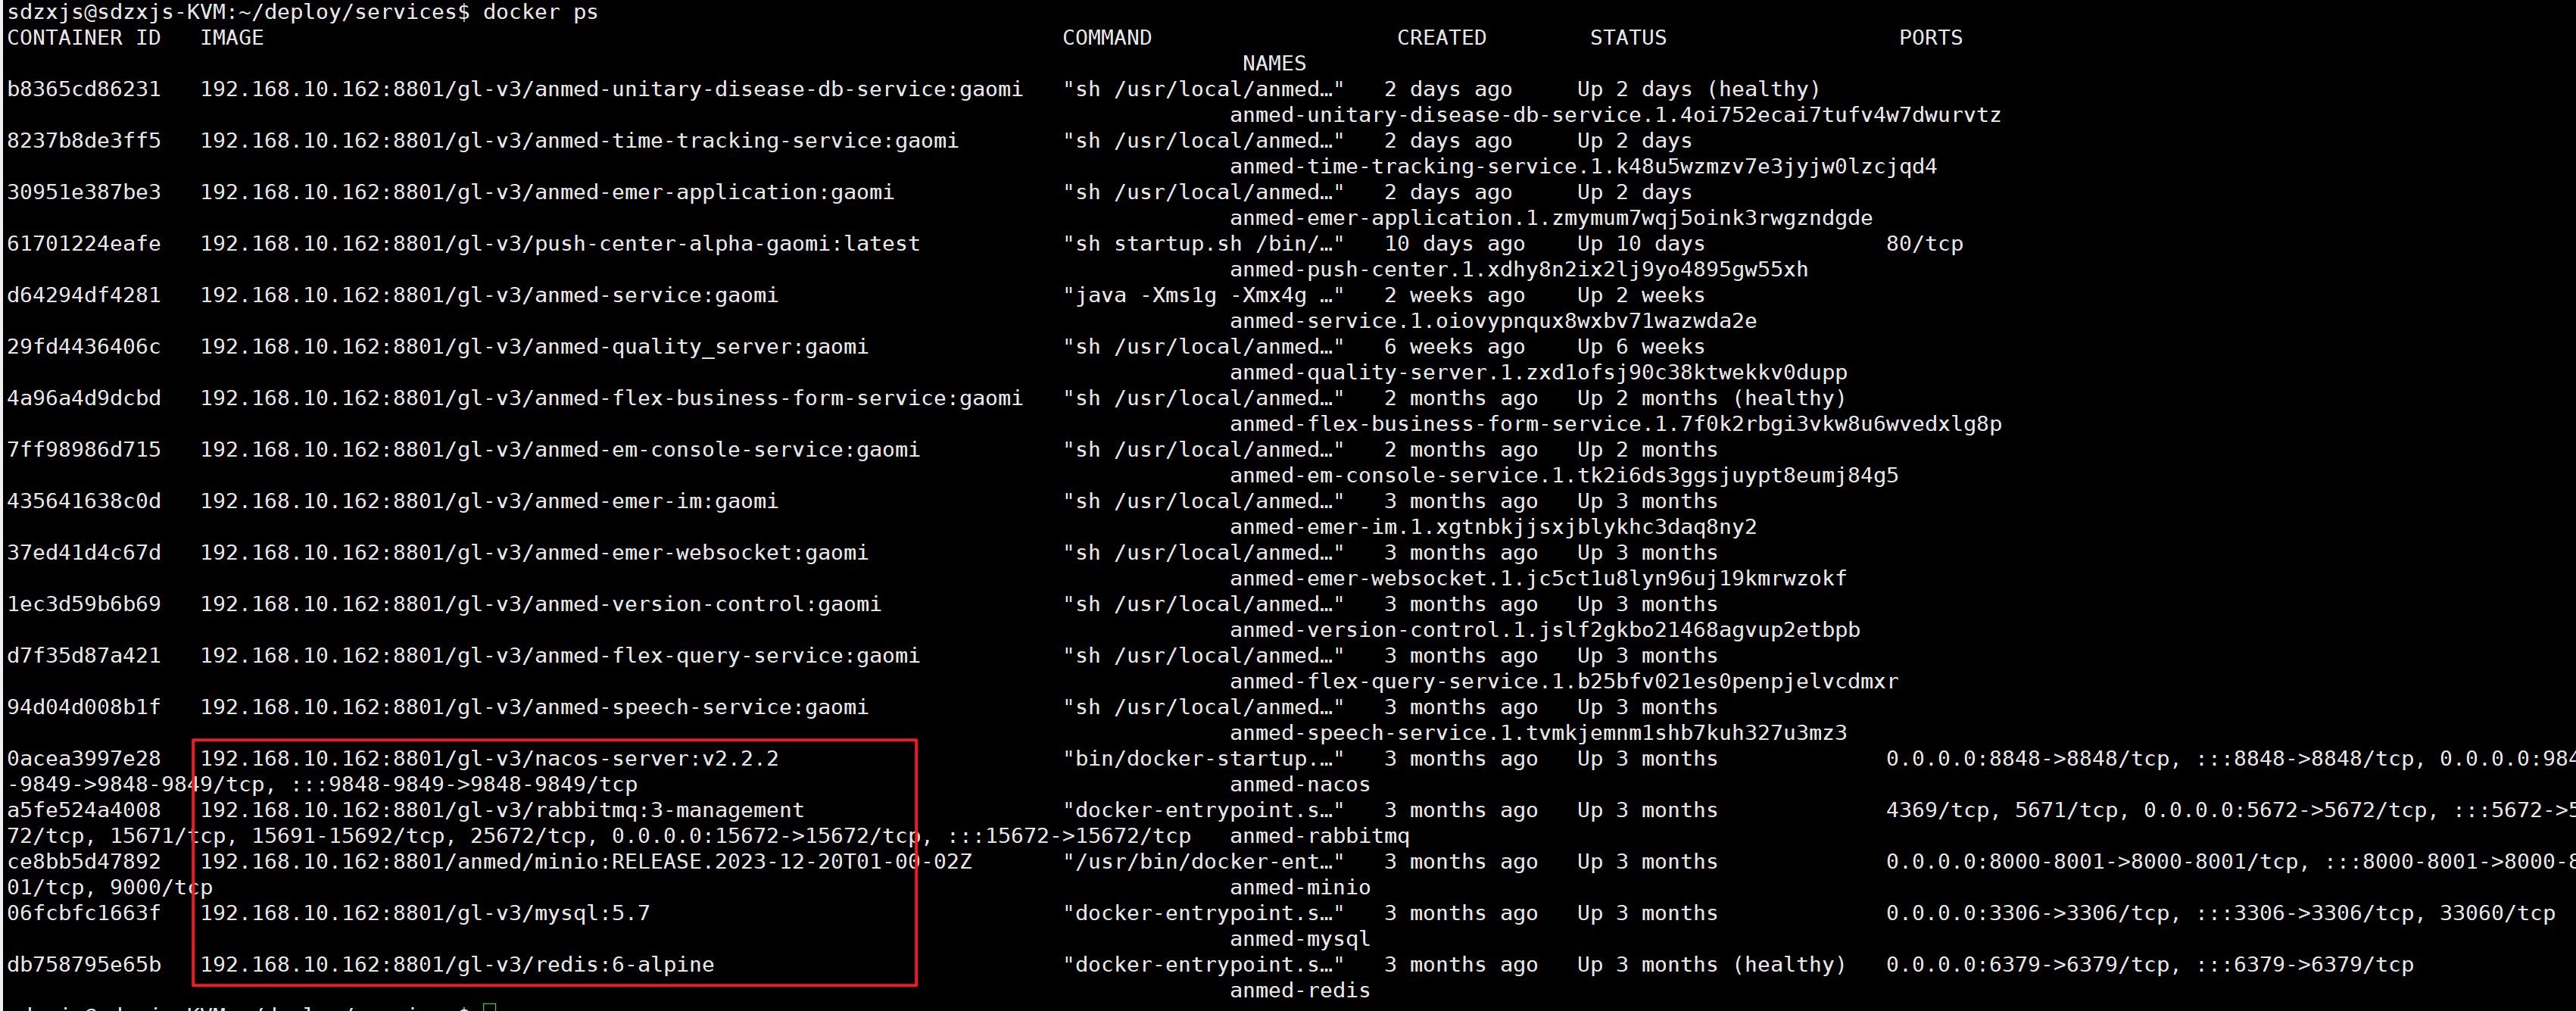 sdzxjs@sdzxjs-KVM:~/deploy/services$ docker ps
CONTAINER ID   IMAGE   COMMAND   CREATED   STATUS   PORTS
NAMES
b8365cd86231   192.168.10.162:8801/gl-v3/anmed-unitary-disease-db-service:gaomi   "sh /usr/local/anmed…"   2 days ago   Up 2 days (healthy)
anmed-unitary-disease-db-service.1.4oi752ecai7tufv4w7dwurvtz
8237b8de3ff5   192.168.10.162:8801/gl-v3/anmed-time-tracking-service:gaomi   "sh /usr/local/anmed…"   2 days ago   Up 2 days
anmed-time-tracking-service.1.k48u5wzmzv7e3jyjw0lzcjqd4
30951e387be3   192.168.10.162:8801/gl-v3/anmed-emer-application:gaomi   "sh /usr/local/anmed…"   2 days ago   Up 2 days
anmed-emer-application.1.zmymum7wqj5oink3rwgzndgde
61701224eafe   192.168.10.162:8801/gl-v3/push-center-alpha-gaomi:latest   "sh startup.sh /bin/…"   10 days ago   Up 10 days   80/tcp
anmed-push-center.1.xdhy8n2ix2lj9yo4895gw55xh
d64294df4281   192.168.10.162:8801/gl-v3/anmed-service:gaomi   "java -Xms1g -Xmx4g …"   2 weeks ago   Up 2 weeks
anmed-service.1.oiovypnqux8wxbv71wazwda2e
29fd4436406c   192.168.10.162:8801/gl-v3/anmed-quality_server:gaomi   "sh /usr/local/anmed…"   6 weeks ago   Up 6 weeks
anmed-quality-server.1.zxd1ofsj90c38ktwekkv0dupp
4a96a4d9dcbd   192.168.10.162:8801/gl-v3/anmed-flex-business-form-service:gaomi   "sh /usr/local/anmed…"   2 months ago   Up 2 months (healthy)
anmed-flex-business-form-service.1.7f0k2rbgi3vkw8u6wvedxlg8p
7ff98986d715   192.168.10.162:8801/gl-v3/anmed-em-console-service:gaomi   "sh /usr/local/anmed…"   2 months ago   Up 2 months
anmed-em-console-service.1.tk2i6ds3ggsjuypt8eumj84g5
435641638c0d   192.168.10.162:8801/gl-v3/anmed-emer-im:gaomi   "sh /usr/local/anmed…"   3 months ago   Up 3 months
anmed-emer-im.1.xgtnbkjjsxjblykhc3daq8ny2
37ed41d4c67d   192.168.10.162:8801/gl-v3/anmed-emer-websocket:gaomi   "sh /usr/local/anmed…"   3 months ago   Up 3 months
anmed-emer-websocket.1.jc5ct1u8lyn96uj19kmrwzokf
1ec3d59b6b69   192.168.10.162:8801/gl-v3/anmed-version-control:gaomi   "sh /usr/local/anmed…"   3 months ago   Up 3 months
anmed-version-control.1.jslf2gkbo21468agvup2etbpb
d7f35d87a421   192.168.10.162:8801/gl-v3/anmed-flex-query-service:gaomi   "sh /usr/local/anmed…"   3 months ago   Up 3 months
anmed-flex-query-service.1.b25bfv021es0penpjelvcdmxr
94d04d008b1f   192.168.10.162:8801/gl-v3/anmed-speech-service:gaomi   "sh /usr/local/anmed…"   3 months ago   Up 3 months
anmed-speech-service.1.tvmkjemnm1shb7kuh327u3mz3
0acea3997e28   192.168.10.162:8801/gl-v3/nacos-server:v2.2.2   "bin/docker-startup.…"   3 months ago   Up 3 months   0.0.0.0:8848->8848/tcp, :::8848->8848/tcp, 0.0.0.0:984
-9849->9848-9849/tcp, :::9848-9849->9848-9849/tcp   anmed-nacos
a5fe524a4008   192.168.10.162:8801/gl-v3/rabbitmq:3-management   "docker-entrypoint.s…"   3 months ago   Up 3 months   4369/tcp, 5671/tcp, 0.0.0.0:5672->5672/tcp, :::5672->5
72/tcp, 15671/tcp, 15691-15692/tcp, 25672/tcp, 0.0.0.0:15672->15672/tcp, :::15672->15672/tcp   anmed-rabbitmq
ce8bb5d47892   192.168.10.162:8801/anmed/minio:RELEASE.2023-12-20T01-00-02Z   "/usr/bin/docker-ent…"   3 months ago   Up 3 months   0.0.0.0:8000-8001->8000-8001/tcp, :::8000-8001->8000-8
01/tcp, 9000/tcp   anmed-minio
06fcbfc1663f   192.168.10.162:8801/gl-v3/mysql:5.7   "docker-entrypoint.s…"   3 months ago   Up 3 months   0.0.0.0:3306->3306/tcp, :::3306->3306/tcp, 33060/tcp
anmed-mysql
db758795e65b   192.168.10.162:8801/gl-v3/redis:6-alpine   "docker-entrypoint.s…"   3 months ago   Up 3 months (healthy)   0.0.0.0:6379->6379/tcp, :::6379->6379/tcp
anmed-redis